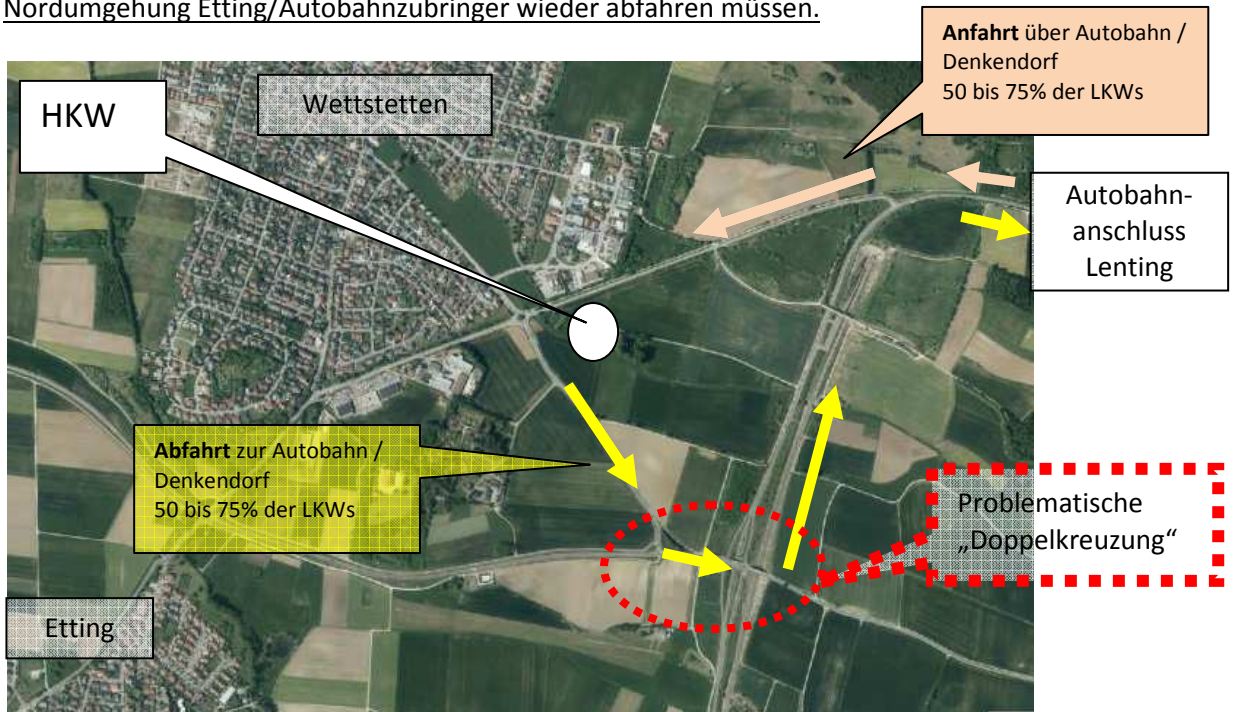 Nordumgehung Etting/Autobahnzubringer wieder abfahren müssen.
Anfahrt über Autobahn /
Denkendorf
50 bis 75% der LKWs
HKW
Wettstetten
Autobahn-
anschluss
Lenting
Abfahrt zur Autobahn /
Denkendorf
50 bis 75% der LKWs
Problematische
„Doppelkreuzung“
Etting